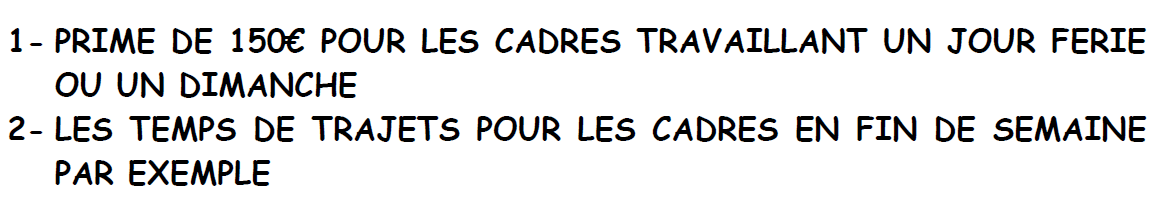 1- PRIME DE 150€ POUR LES CADRES TRAVAILLANT UN JOUR FERIE
OU UN DIMANCHE
2- LES TEMPS DE TRAJETS POUR LES CADRES EN FIN DE SEMAINE
PAR EXEMPLE